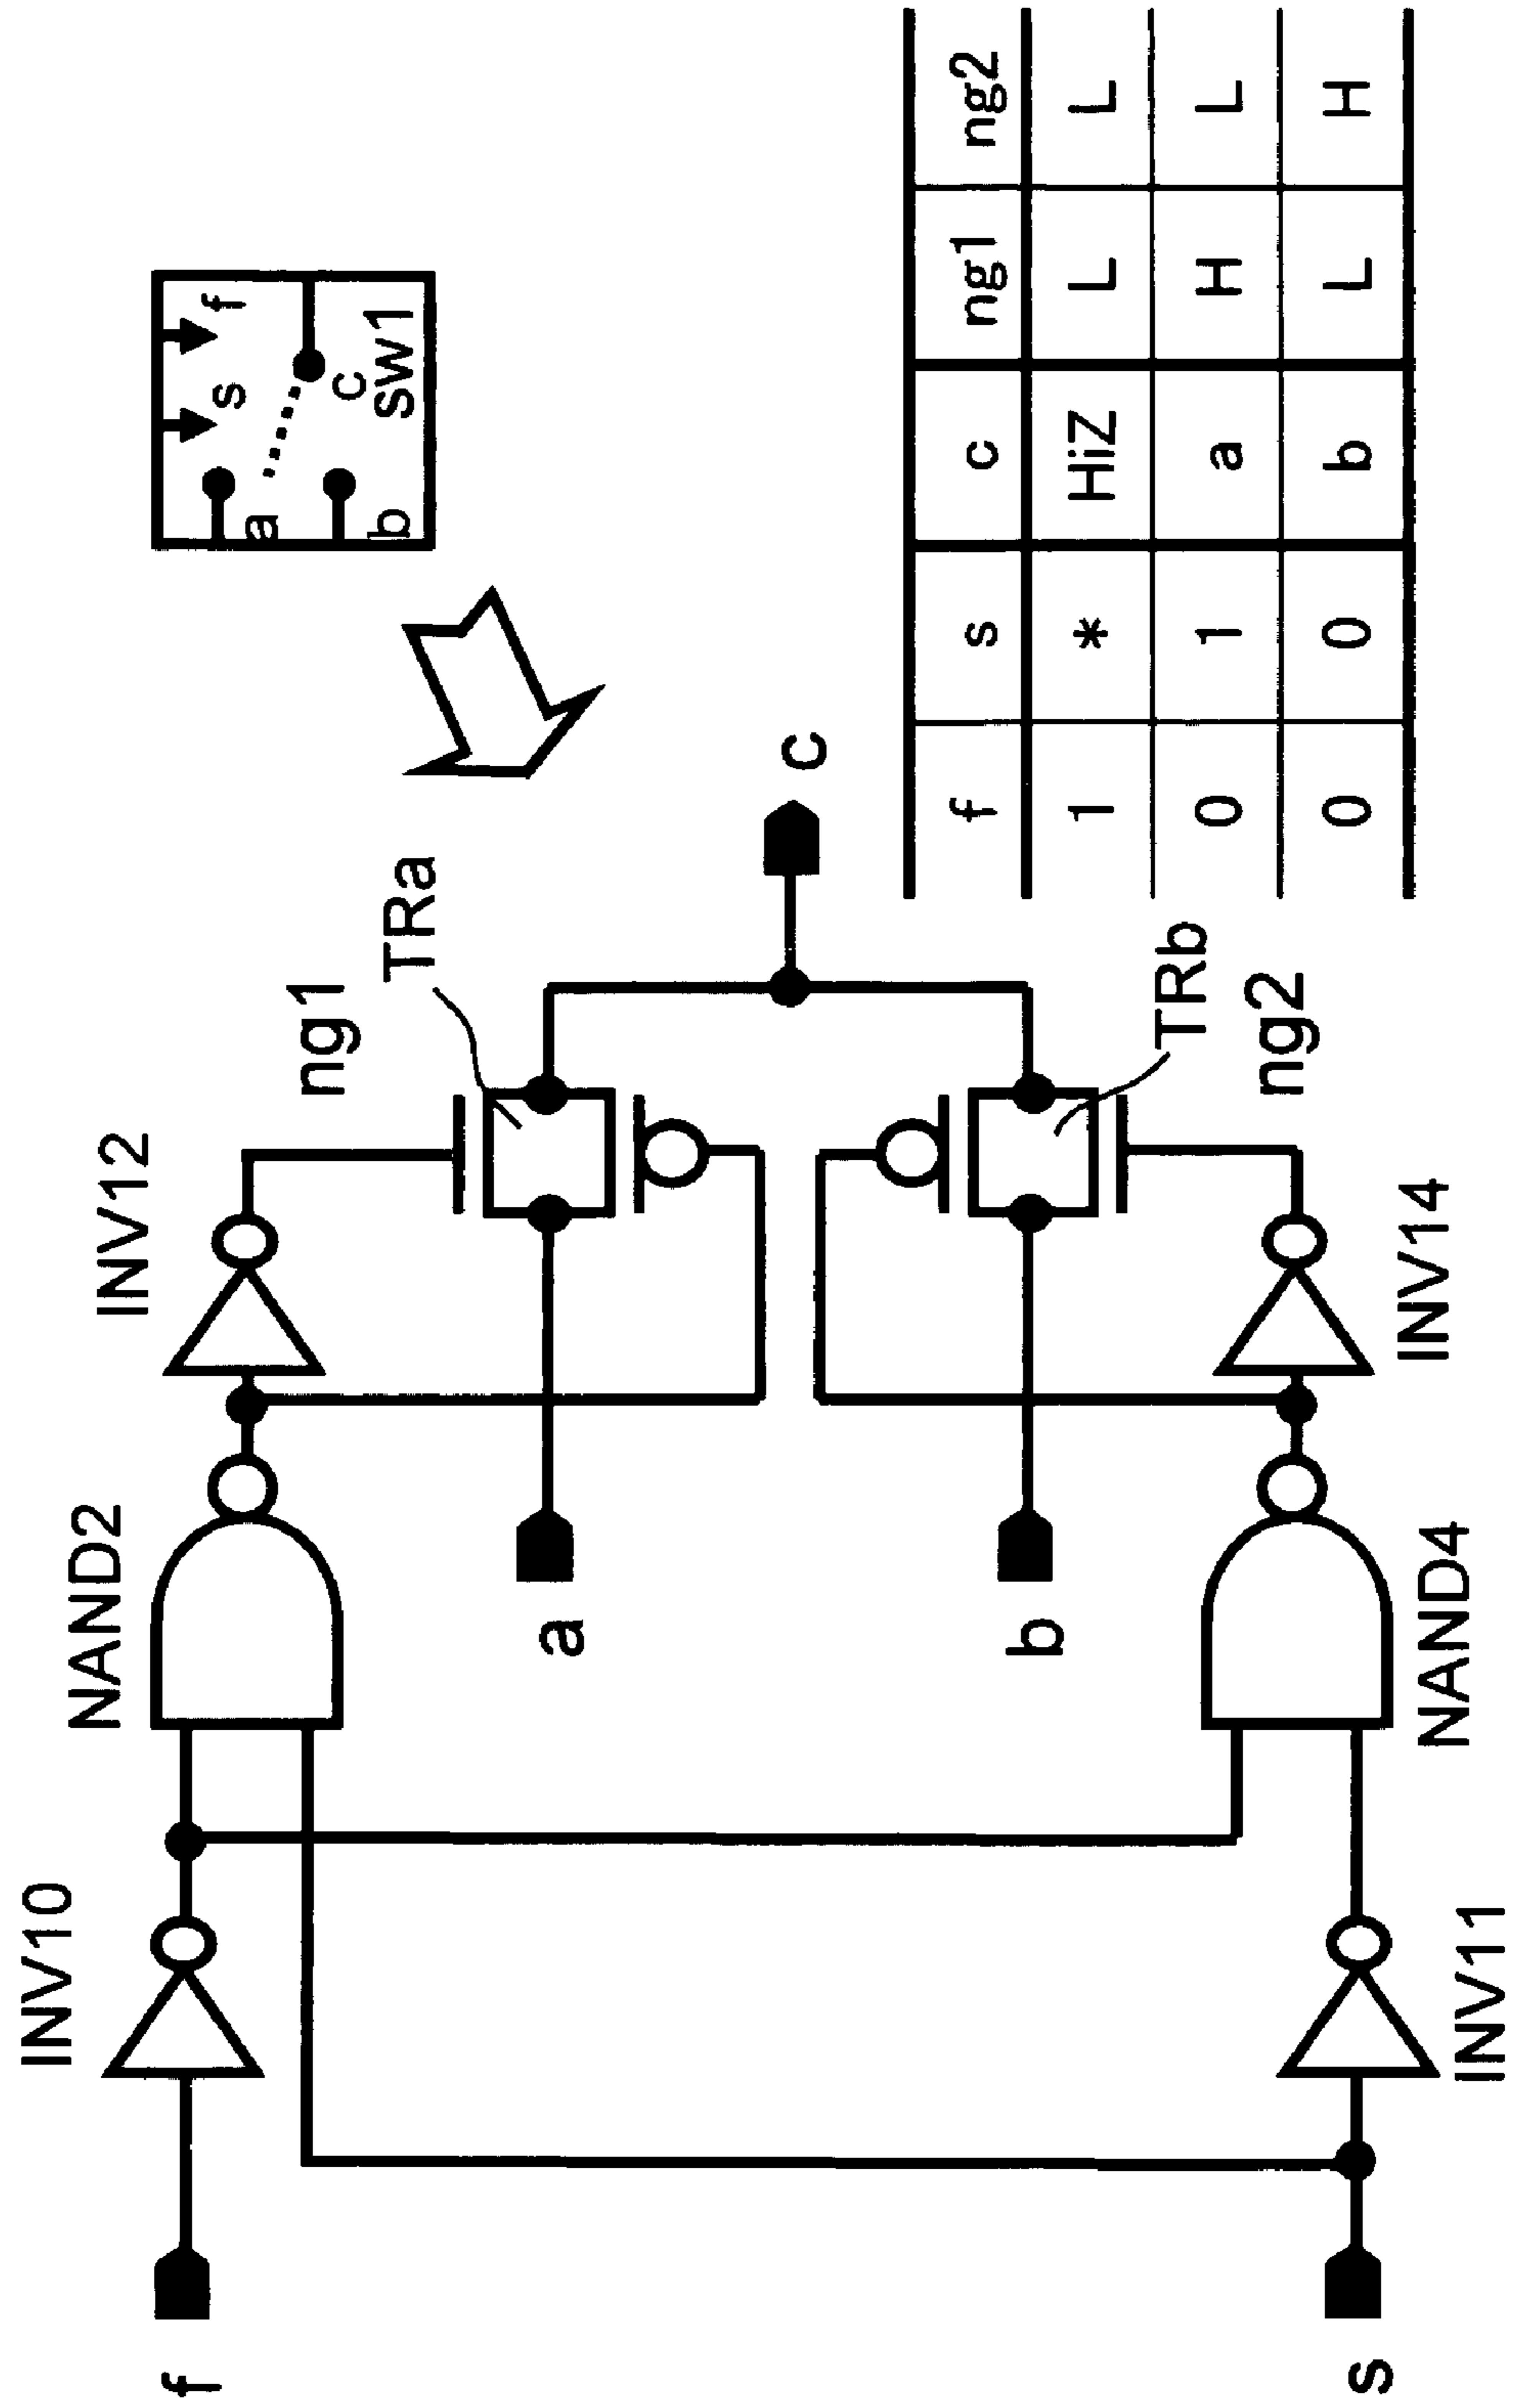 INV10
NAND2
INV12
ng1
TRa
f
a
b
c
s
INV11
NAND4
INV14
ng2
TRb
s f
a
c
b
sw1
f s c ng1 ng2
1 * HiZ L L
0 1 a H L
0 0 b L H